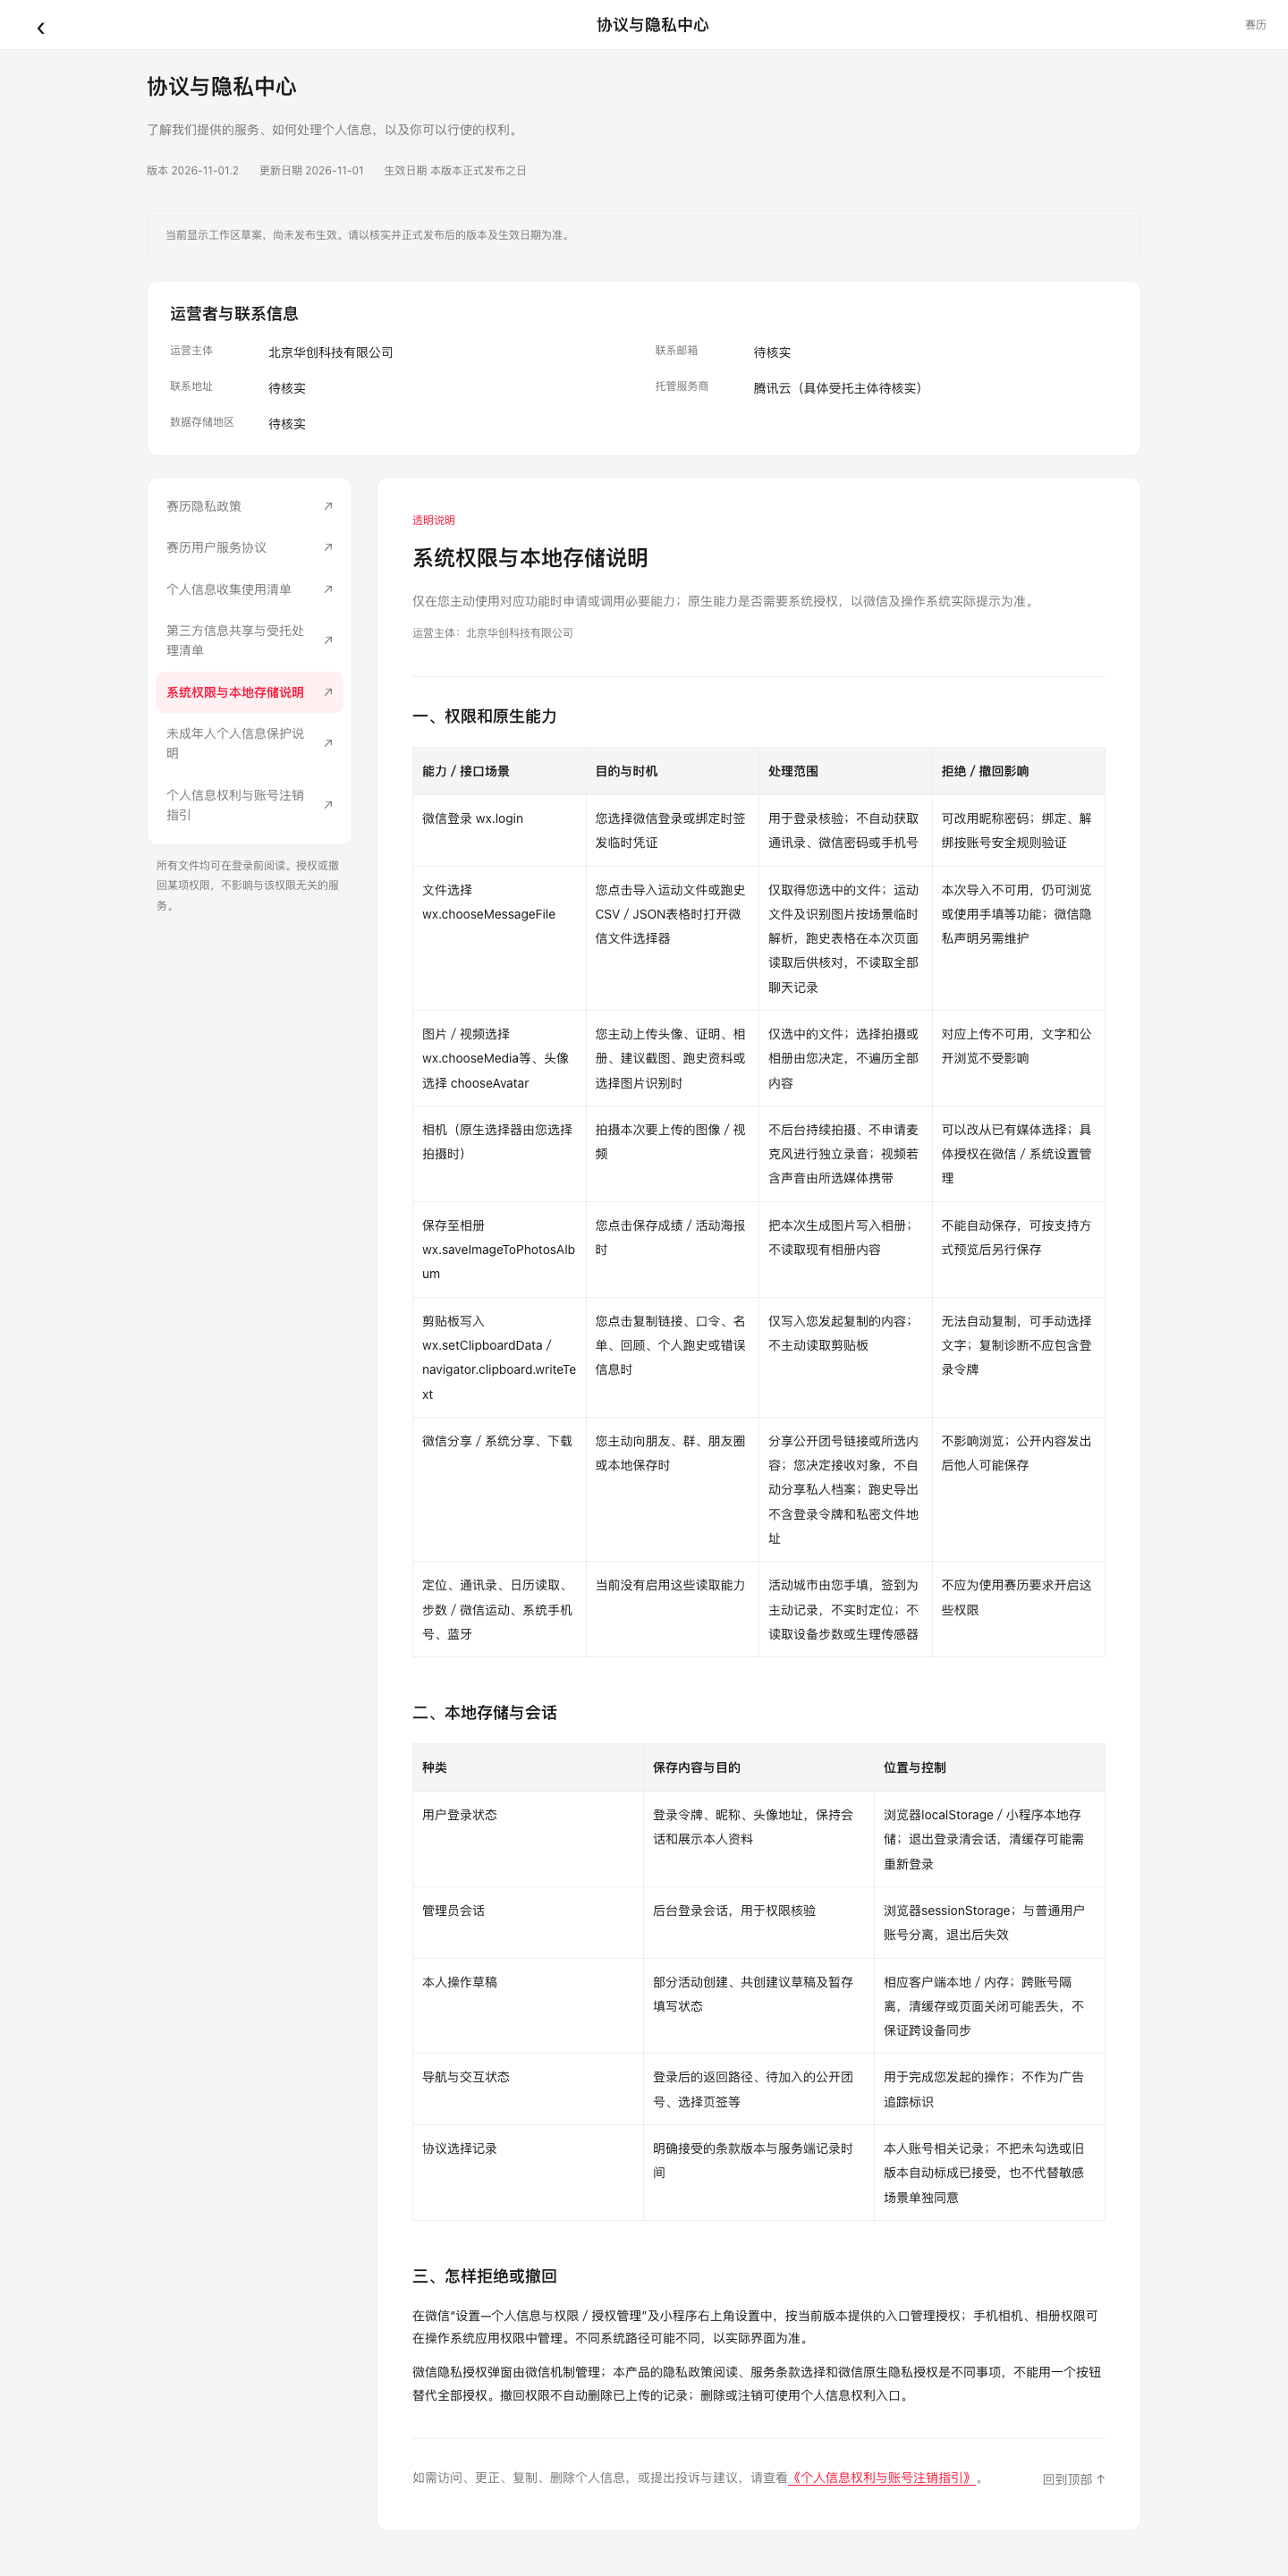 ‹
协议与隐私中心
赛历
协议与隐私中心
了解我们提供的服务、如何处理个人信息，以及你可以行使的权利。
版本 2026-11-01.2 更新日期 2026-11-01 生效日期 本版本正式发布之日
当前显示工作区草案，尚未发布生效。请以核实并正式发布后的版本及生效日期为准。
运营者与联系信息
运营主体 北京华创科技有限公司
联系邮箱 待核实
联系地址 待核实
托管服务商 腾讯云（具体受托主体待核实）
数据存储地区 待核实
赛历隐私政策 ↗
赛历用户服务协议 ↗
个人信息收集使用清单 ↗
第三方信息共享与受托处
理清单 ↗
系统权限与本地存储说明 ↗
未成年人个人信息保护说
明 ↗
个人信息权利与账号注销
指引 ↗
所有文件均可在登录前阅读。授权或撤
回某项权限，不影响与该权限无关的服
务。
透明说明
系统权限与本地存储说明
仅在您主动使用对应功能时申请或调用必要能力；原生能力是否需要系统授权，以微信及操作系统实际提示为准。
运营主体：北京华创科技有限公司
一、权限和原生能力
能力 / 接口场景
目的与时机
处理范围
拒绝 / 撤回影响
微信登录 wx.login
您选择微信登录或绑定时签
发临时凭证
用于登录核验；不自动获取
通讯录、微信密码或手机号
可改用昵称密码；绑定、解
绑按账号安全规则验证
文件选择
wx.chooseMessageFile
您点击导入运动文件或跑史
CSV / JSON表格时打开微
信文件选择器
仅取得您选中的文件；运动
文件及识别图片按场景临时
解析，跑史表格在本次页面
读取后供核对，不读取全部
聊天记录
本次导入不可用，仍可浏览
或使用手填等功能；微信隐
私声明另需维护
图片 / 视频选择
wx.chooseMedia等、头像
选择 chooseAvatar
您主动上传头像、证明、相
册、建议截图、跑史资料或
选择图片识别时
仅选中的文件；选择拍摄或
相册由您决定，不遍历全部
内容
对应上传不可用，文字和公
开浏览不受影响
相机（原生选择器由您选择
拍摄时）
拍摄本次要上传的图像 / 视
频
不后台持续拍摄、不申请麦
克风进行独立录音；视频若
含声音由所选媒体携带
可以改从已有媒体选择；具
体授权在微信 / 系统设置管
理
保存至相册
wx.saveImageToPhotosAlb
um
您点击保存成绩 / 活动海报
时
把本次生成图片写入相册；
不读取现有相册内容
不能自动保存，可按支持方
式预览后另行保存
剪贴板写入
wx.setClipboardData /
navigator.clipboard.writeTe
xt
您点击复制链接、口令、名
单、回顾、个人跑史或错误
信息时
仅写入您发起复制的内容；
不主动读取剪贴板
无法自动复制，可手动选择
文字；复制诊断不应包含登
录令牌
微信分享 / 系统分享、下载
您主动向朋友、群、朋友圈
或本地保存时
分享公开团号链接或所选内
容；您决定接收对象，不自
动分享私人档案；跑史导出
不含登录令牌和私密文件地
址
不影响浏览；公开内容发出
后他人可能保存
定位、通讯录、日历读取、
步数 / 微信运动、系统手机
号、蓝牙
当前没有启用这些读取能力
活动城市由您手填，签到为
主动记录，不实时定位；不
读取设备步数或生理传感器
不应为使用赛历要求开启这
些权限
二、本地存储与会话
种类
保存内容与目的
位置与控制
用户登录状态
登录令牌、昵称、头像地址，保持会
话和展示本人资料
浏览器localStorage / 小程序本地存
储；退出登录清会话，清缓存可能需
重新登录
管理员会话
后台登录会话，用于权限核验
浏览器sessionStorage；与普通用户
账号分离，退出后失效
本人操作草稿
部分活动创建、共创建议草稿及暂存
填写状态
相应客户端本地 / 内存；跨账号隔
离，清缓存或页面关闭可能丢失，不
保证跨设备同步
导航与交互状态
登录后的返回路径、待加入的公开团
号、选择页签等
用于完成您发起的操作；不作为广告
追踪标识
协议选择记录
明确接受的条款版本与服务端记录时
间
本人账号相关记录；不把未勾选或旧
版本自动标成已接受，也不代替敏感
场景单独同意
三、怎样拒绝或撤回
在微信“设置—个人信息与权限 / 授权管理”及小程序右上角设置中，按当前版本提供的入口管理授权；手机相机、相册权限可
在操作系统应用权限中管理。不同系统路径可能不同，以实际界面为准。
微信隐私授权弹窗由微信机制管理；本产品的隐私政策阅读、服务条款选择和微信原生隐私授权是不同事项，不能用一个按钮
替代全部授权。撤回权限不自动删除已上传的记录；删除或注销可使用个人信息权利入口。
如需访问、更正、复制、删除个人信息，或提出投诉与建议，请查看《个人信息权利与账号注销指引》。
回到顶部 ↑